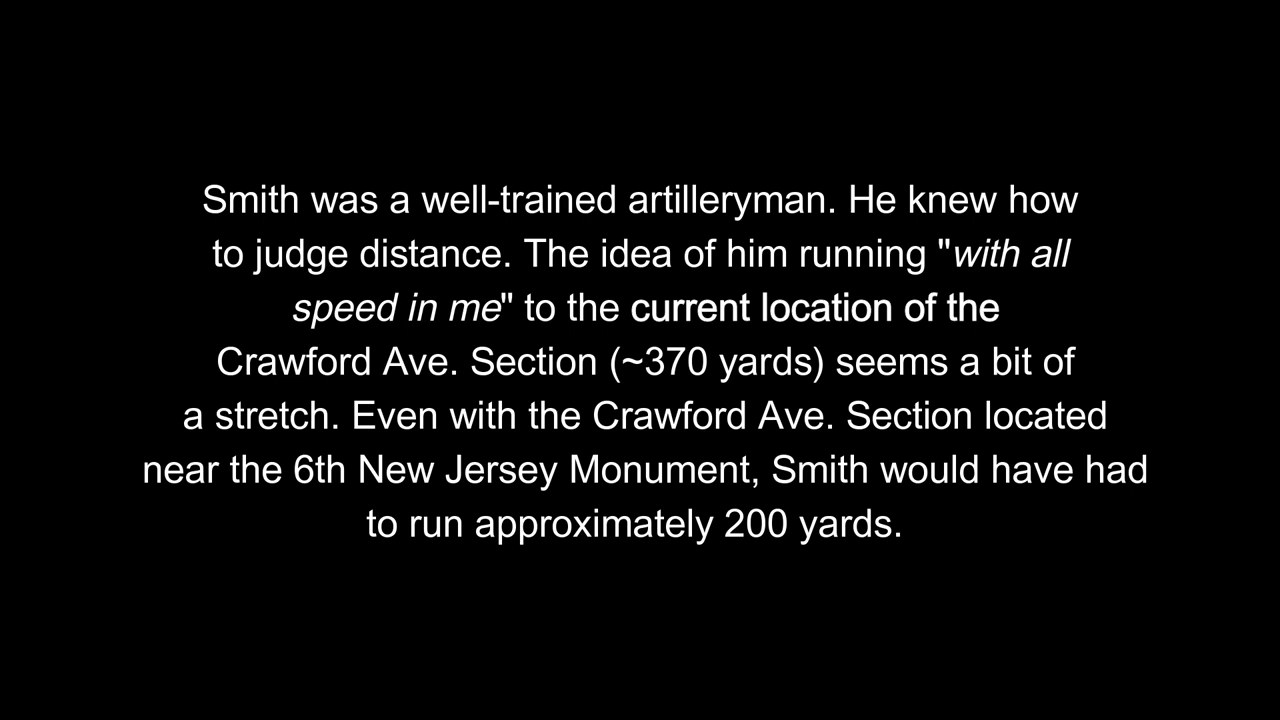 Smith was a well-trained artilleryman. He knew how
to judge distance. The idea of him running "with all
speed in me" to the current location of the
Crawford Ave. Section (~370 yards) seems a bit of
a stretch. Even with the Crawford Ave. Section located
near the 6th New Jersey Monument, Smith would have had
to run approximately 200 yards.